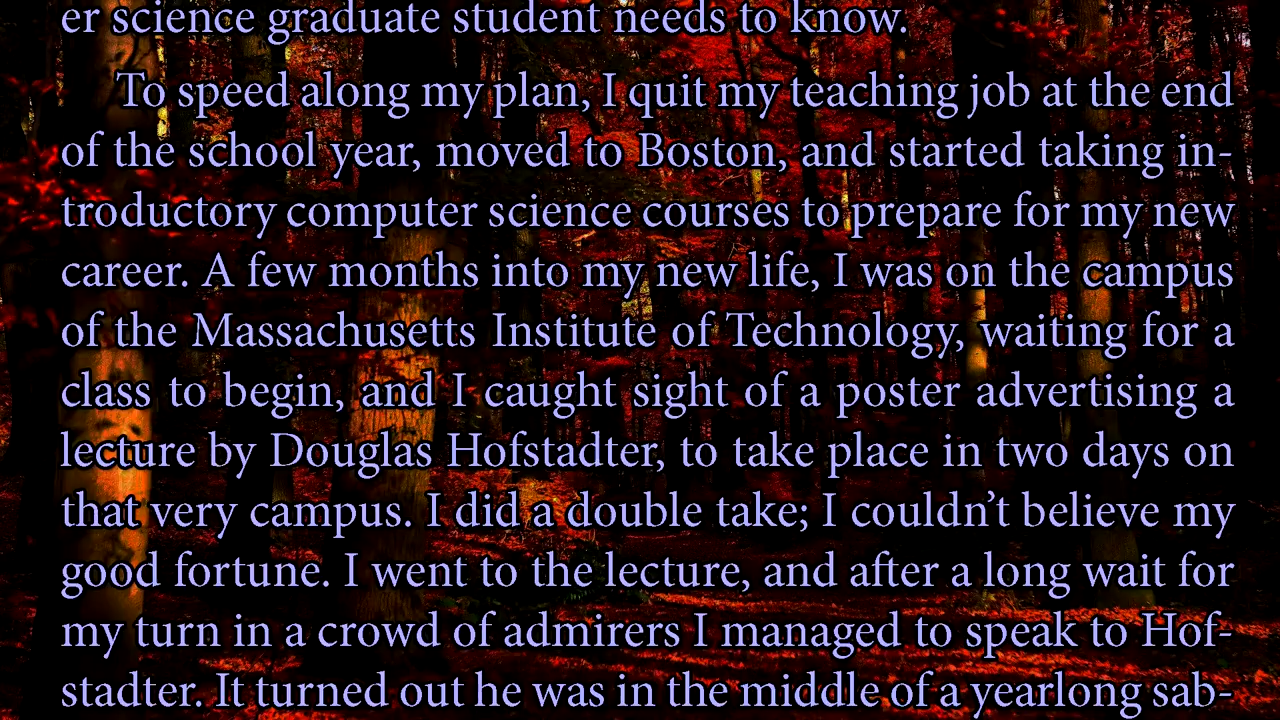 er science graduate student needs to know.
To speed along my plan, I quit my teaching job at the end
of the school year, moved to Boston, and started taking in-
troductory computer science courses to prepare for my new
career. A few months into my new life, I was on the campus
of the Massachusetts Institute of Technology, waiting for a
class to begin, and I caught sight of a poster advertising a
lecture by Douglas Hofstadter, to take place in two days on
that very campus. I did a double take; I couldn’t believe my
good fortune. I went to the lecture, and after a long wait for
my turn in a crowd of admirers I managed to speak to Hof-
stadter. It turned out he was in the middle of a yearlong sab-